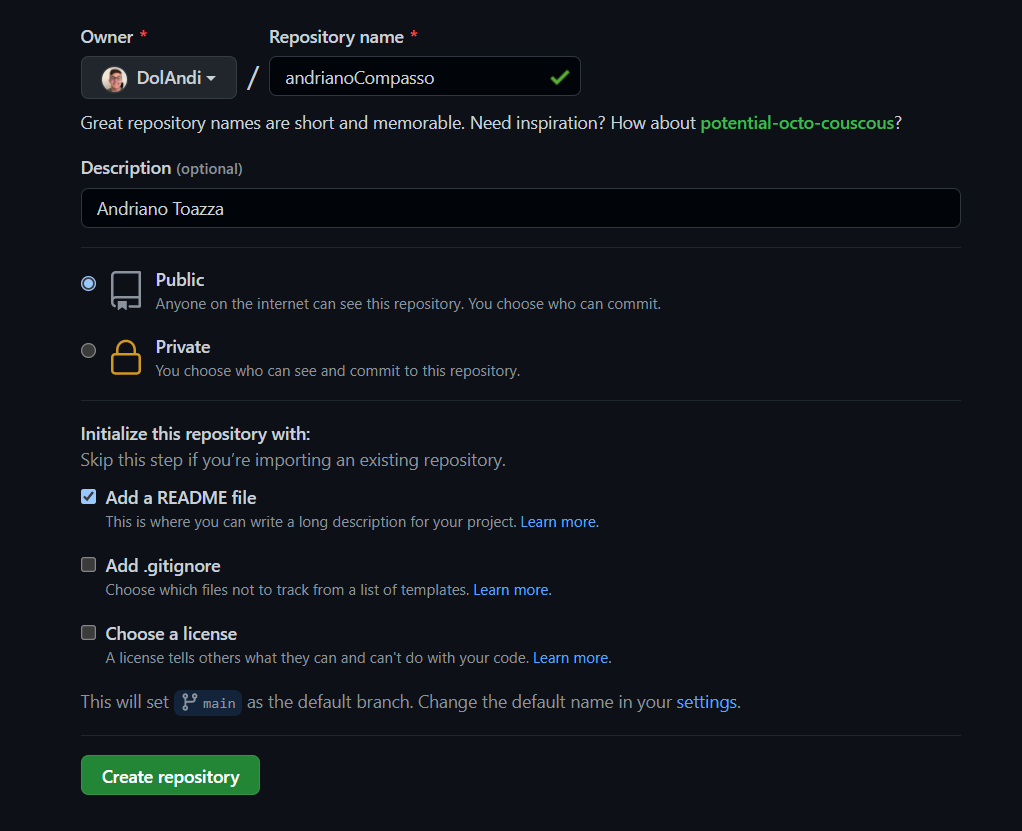 Owner * Repository name *
DolAndi / andrianoCompasso
Great repository names are short and memorable. Need inspiration? How about potential-octo-couscous?
Description (optional)
Andriano Toazza
Public
Anyone on the internet can see this repository. You choose who can commit.
Private
You choose who can see and commit to this repository.
Initialize this repository with:
Skip this step if you’re importing an existing repository.
Add a README file
This is where you can write a long description for your project. Learn more.
Add .gitignore
Choose which files not to track from a list of templates. Learn more.
Choose a license
A license tells others what they can and can't do with your code. Learn more.
This will set main as the default branch. Change the default name in your settings.
Create repository